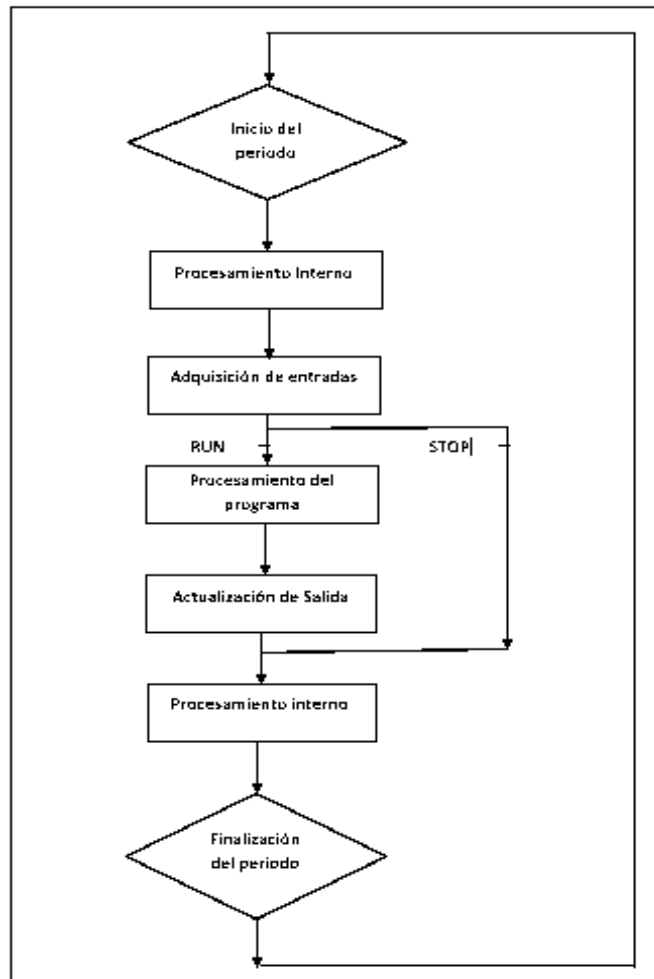 Inicio del
periodo
Procesamiento Interno
Adquisición de entradas
RUN
STOP
Procesamiento del
programa
Actualización de Salida
Procesamiento interno
Finalización
del periodo